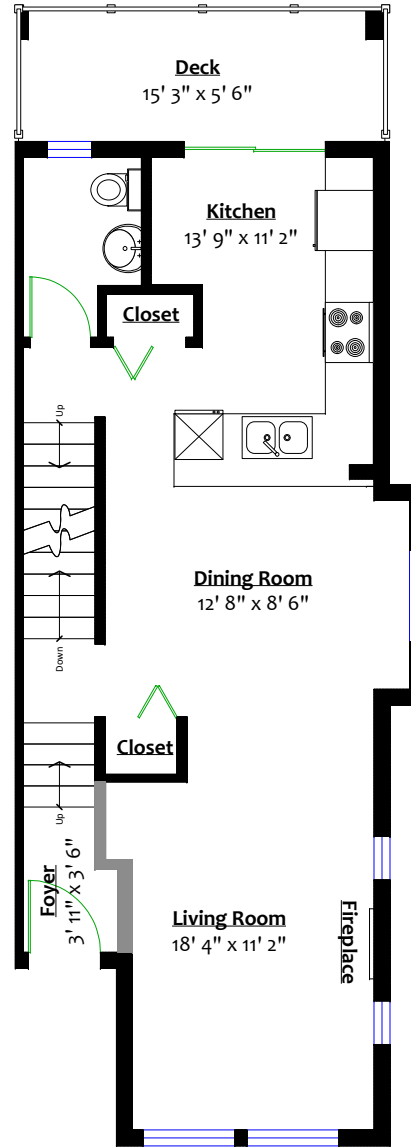 Deck
15' 3" x 5' 6"
Kitchen
13' 9" x 11' 2"
Closet
Up
Dining Room
12' 8" x 8' 6"
Down
Closet
Up
Foyer
3' 11" x 3' 6"
Living Room
18' 4" x 11' 2"
Fireplace